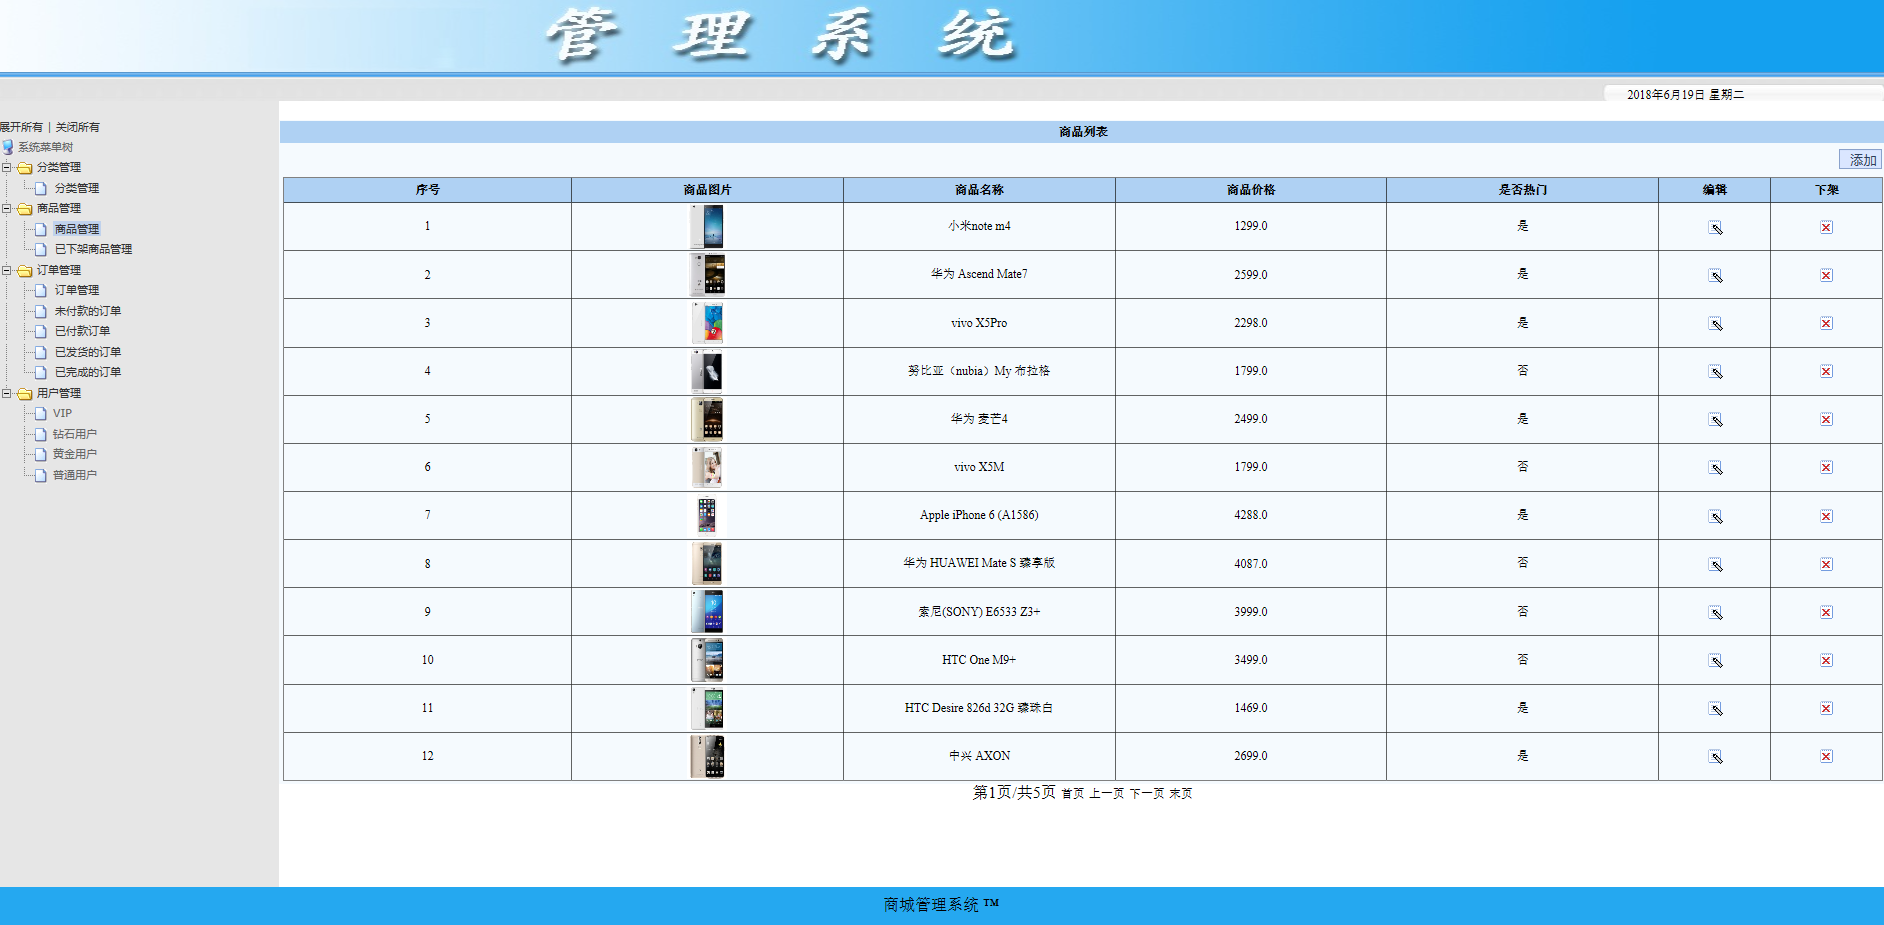 管理系统
2018年6月19日 星期二
展开所有 | 关闭所有
系统菜单树
分类管理
分类管理
商品管理
商品管理
已下架商品管理
订单管理
订单管理
未付款的订单
已付款订单
已发货的订单
已完成的订单
用户管理
VIP
钻石用户
黄金用户
普通用户
商品列表
添加
序号 商品图片 商品名称 商品价格 是否热门 编辑 下架
1 小米note m4 1299.0 是
2 华为 Ascend Mate7 2599.0 是
3 vivo X5Pro 2298.0 是
4 努比亚（nubia）My 布拉格 1799.0 否
5 华为 麦芒4 2499.0 是
6 vivo X5M 1799.0 否
7 Apple iPhone 6 (A1586) 4288.0 是
8 华为 HUAWEI Mate S 臻享版 4087.0 否
9 索尼(SONY) E6533 Z3+ 3999.0 否
10 HTC One M9+ 3499.0 否
11 HTC Desire 826d 32G 臻珠白 1469.0 是
12 中兴 AXON 2699.0 是
第1页/共5页 首页 上一页 下一页 末页
商城管理系统 ™